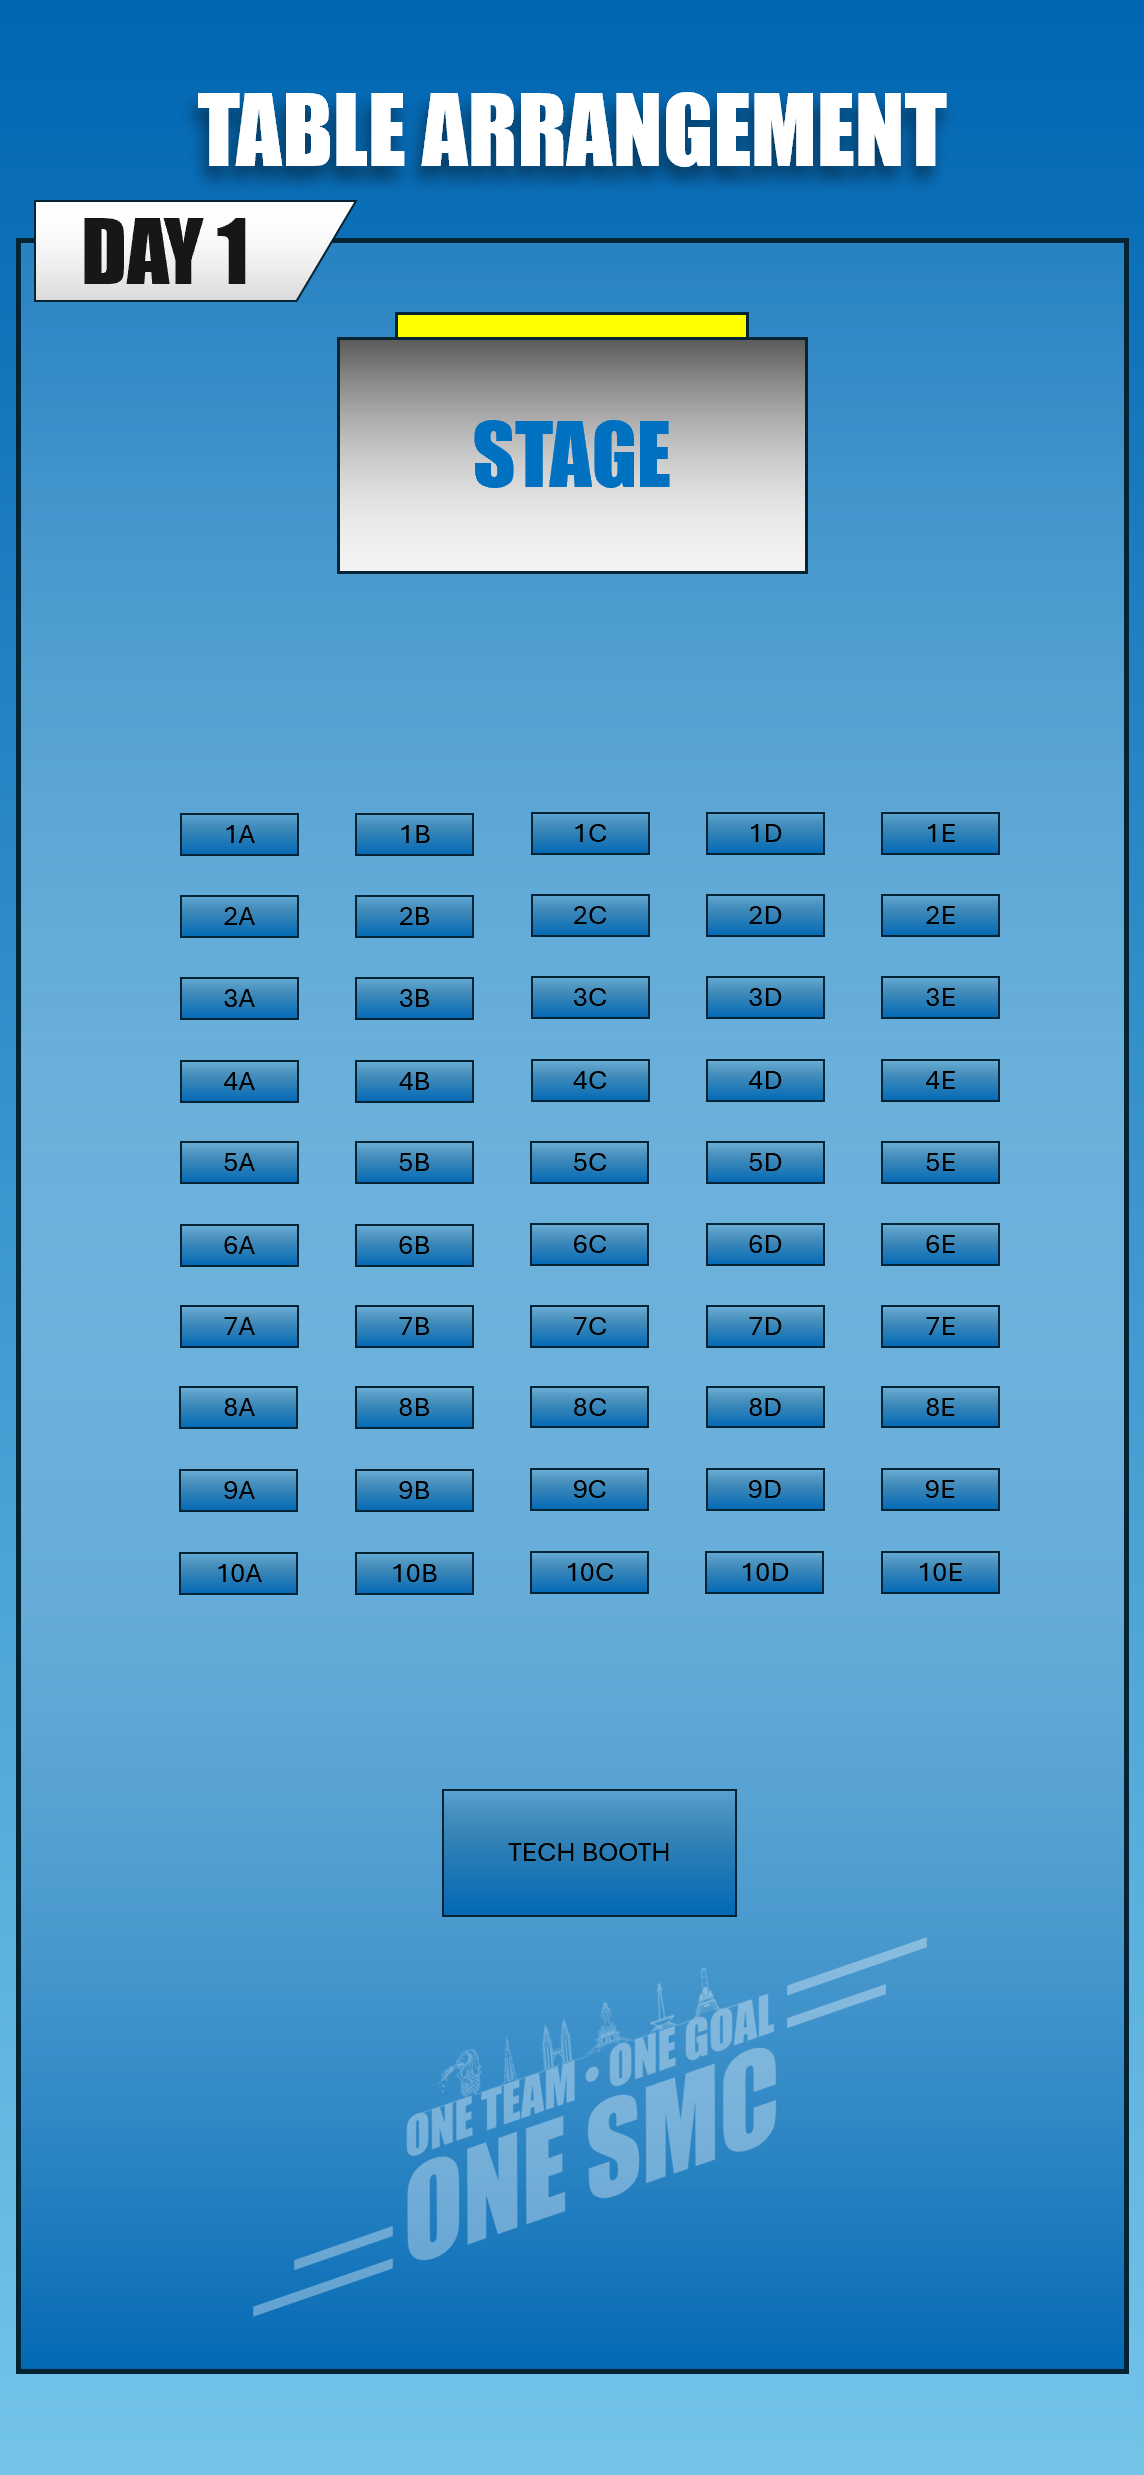 TABLE ARRANGEMENT
DAY 1
STAGE
1A 1B 1C 1D 1E
2A 2B 2C 2D 2E
3A 3B 3C 3D 3E
4A 4B 4C 4D 4E
5A 5B 5C 5D 5E
6A 6B 6C 6D 6E
7A 7B 7C 7D 7E
8A 8B 8C 8D 8E
9A 9B 9C 9D 9E
10A 10B 10C 10D 10E
TECH BOOTH
ONE TEAM • ONE GOAL
ONE SMC